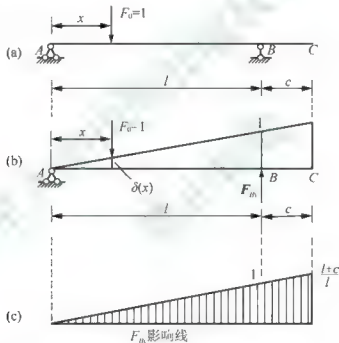 x F₀=1
(a) A B C
l c
x F₀=1 1
(b) A δ(x) F_By B C
l c
1 (l+c)/l
(c)
F_By影响线